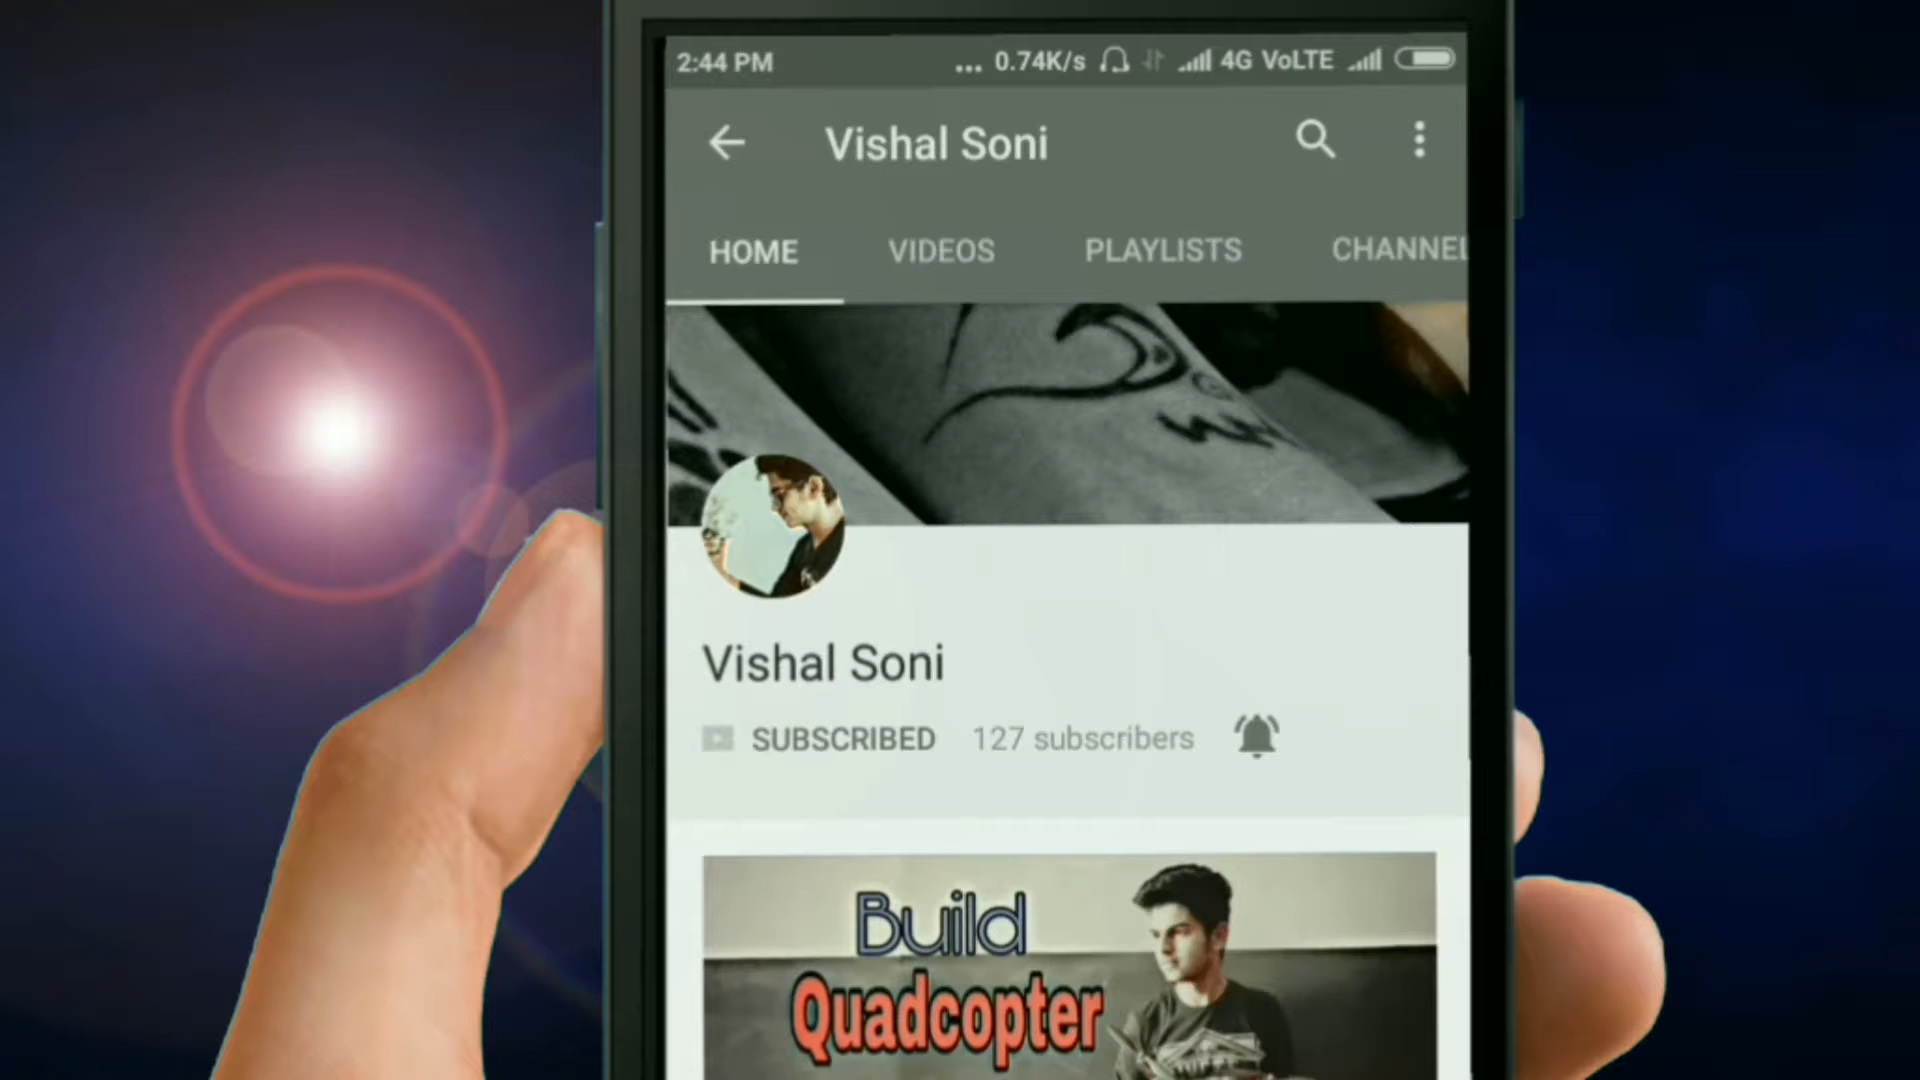 2:44 PM ... 0.74K/s 4G VoLTE
Vishal Soni
HOME VIDEOS PLAYLISTS CHANNEL
Vishal Soni
SUBSCRIBED 127 subscribers
Build
Quadcopter